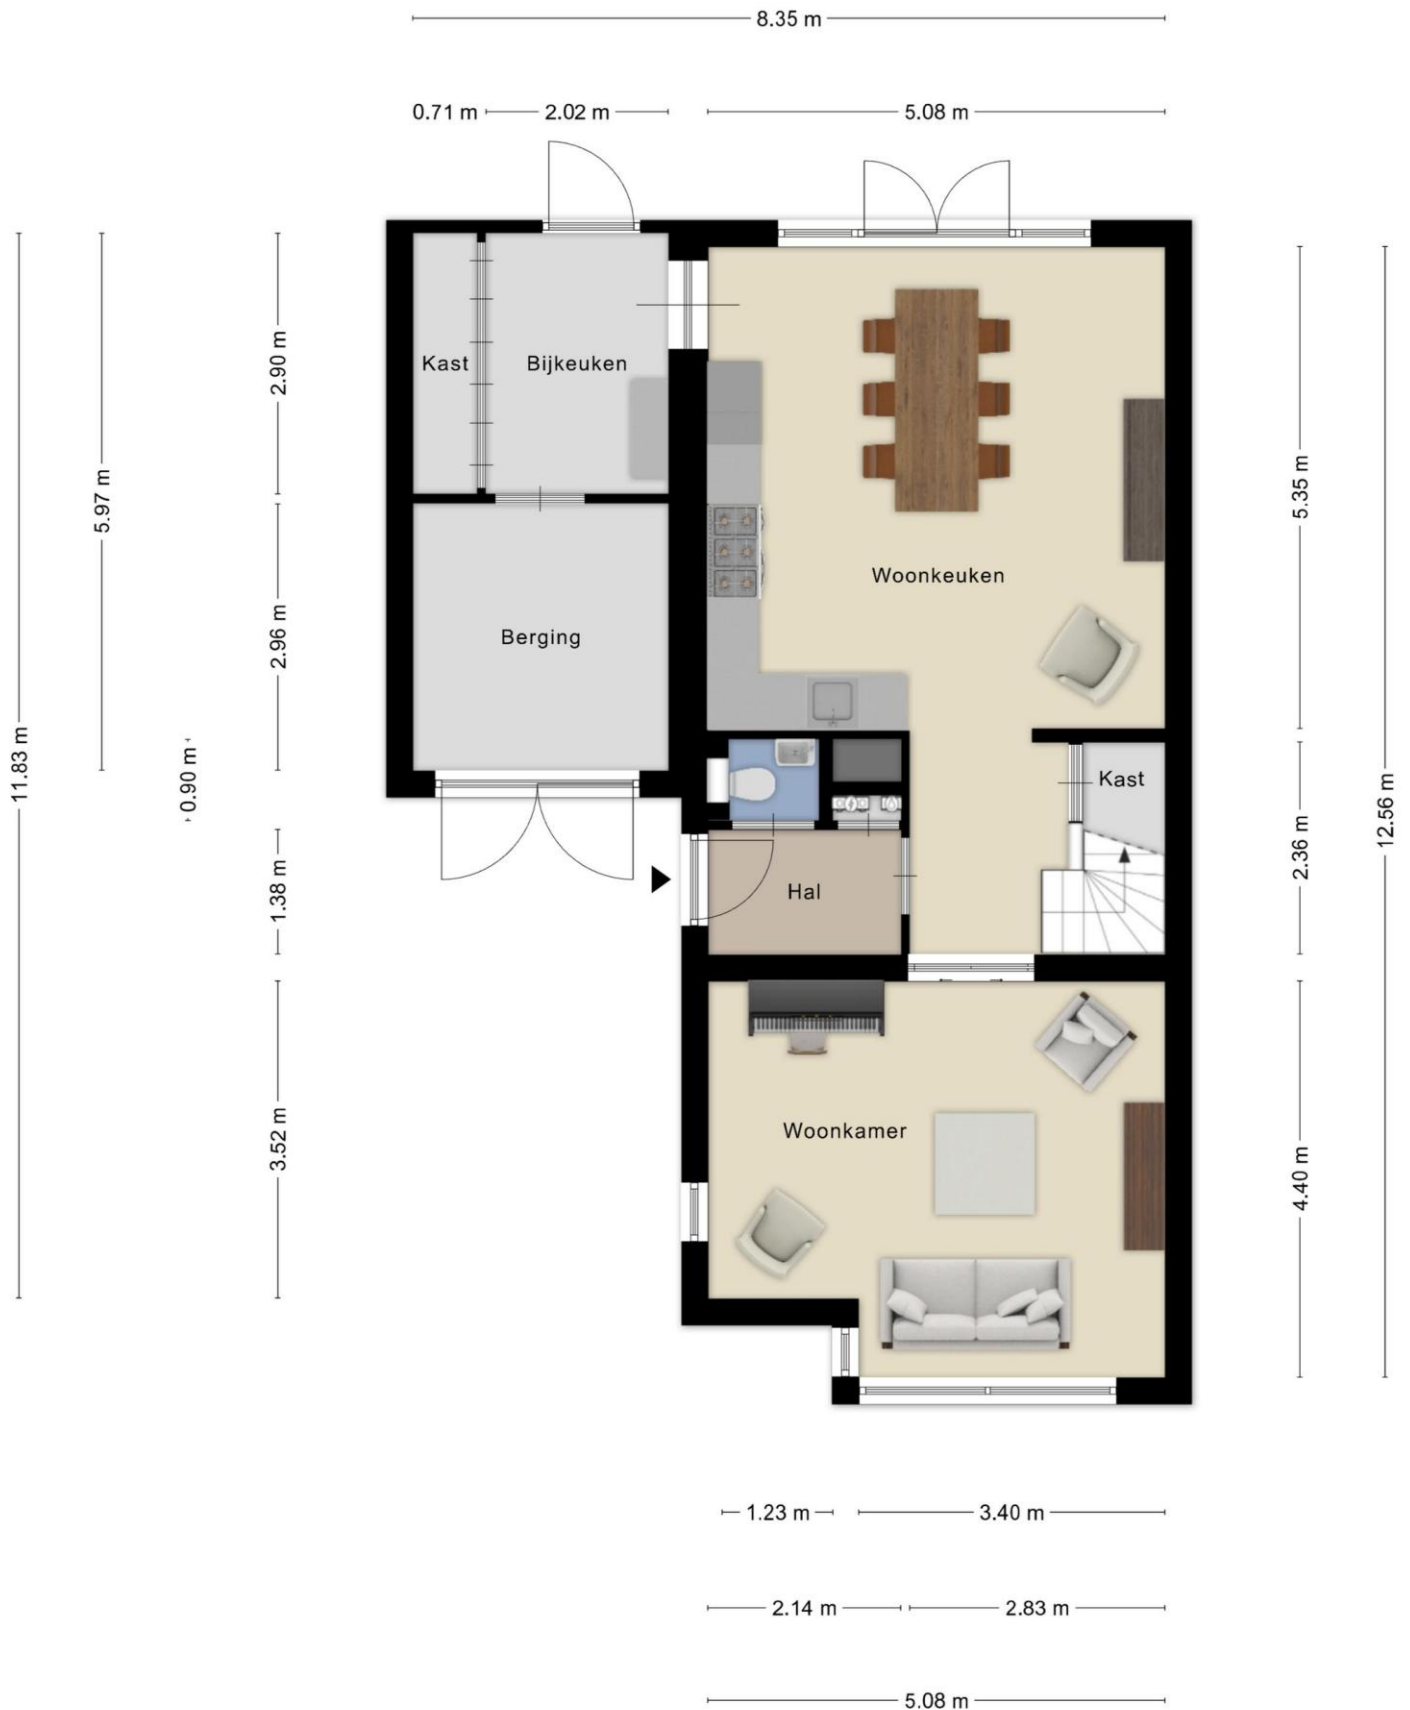 8.35 m
0.71 m
2.02 m
5.08 m
Kast
Bijkeuken
2.90 m
5.97 m
5.35 m
Woonkeuken
Berging
2.96 m
11.83 m
0.90 m
Kast
12.56 m
1.38 m
Hal
2.36 m
Woonkamer
3.52 m
4.40 m
1.23 m
3.40 m
2.14 m
2.83 m
5.08 m